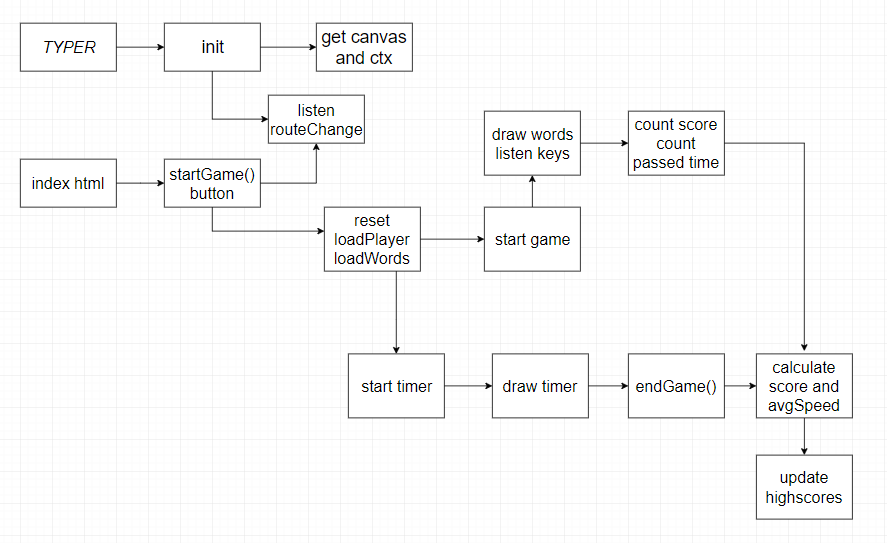 TYPER
init
get canvas
and ctx
listen
routeChange
index html
startGame()
button
reset
loadPlayer
loadWords
start game
draw words
listen keys
count score
count
passed time
start timer
draw timer
endGame()
calculate
score and
avgSpeed
update
highscores